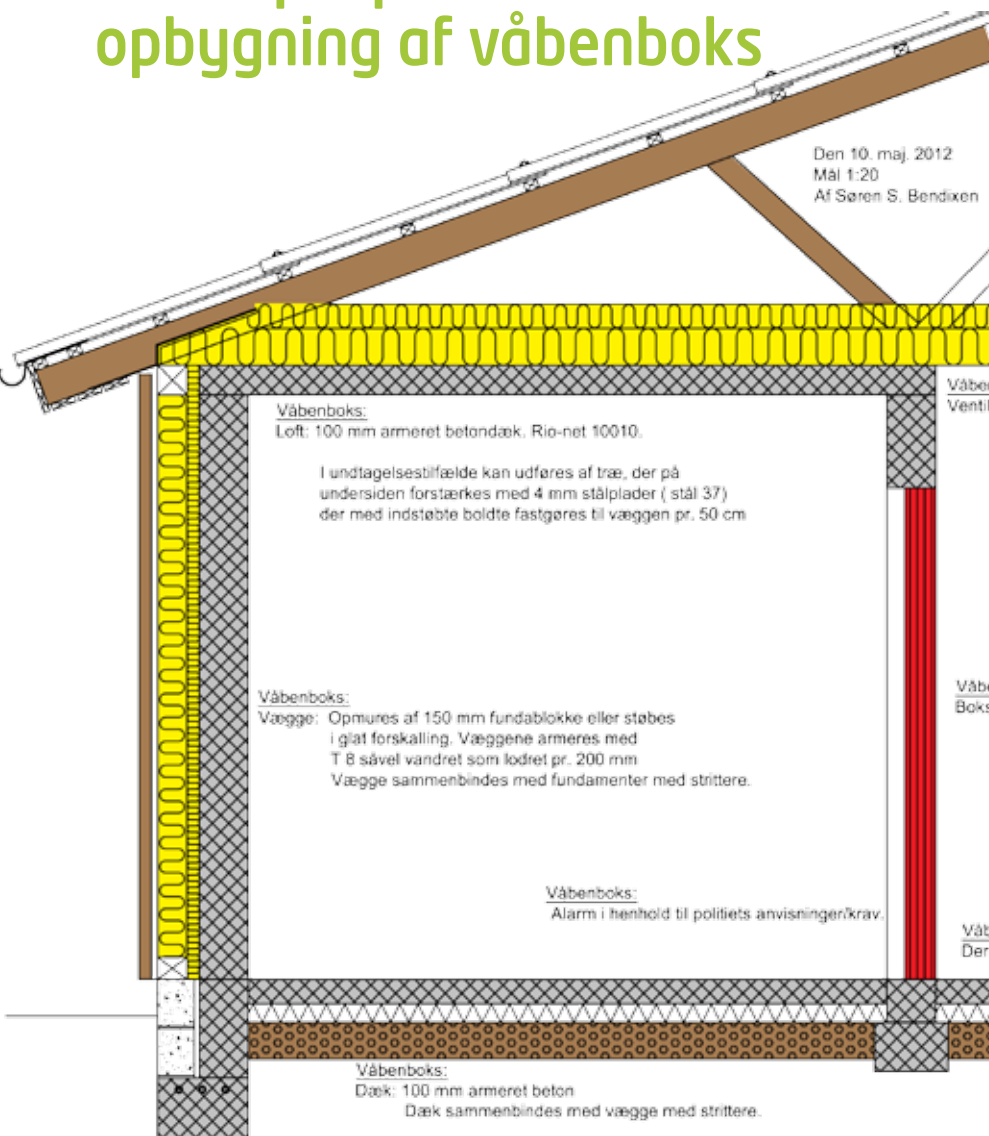 opbygning af våbenboks
Den 10. maj. 2012
Mål 1:20
Af Søren S. Bendixen
Våbenboks:
Loft: 100 mm armeret betondæk. Rio-net 10010.
I undtagelsestilfælde kan udføres af træ, der på
undersiden forstærkes med 4 mm stålplader ( stål 37)
der med indstøbte boldte fastgøres til væggen pr. 50 cm
Våbenboks:
Vægge: Opmures af 150 mm fundablokke eller støbes
i glat forskalling. Væggene armeres med
T 8 såvel vandret som lodret pr. 200 mm
Vægge sammenbindes med fundamenter med strittere.
Våbenboks:
Alarm i henhold til politiets anvisninger/krav.
Våbenboks:
Dæk: 100 mm armeret beton
Dæk sammenbindes med vægge med strittere.